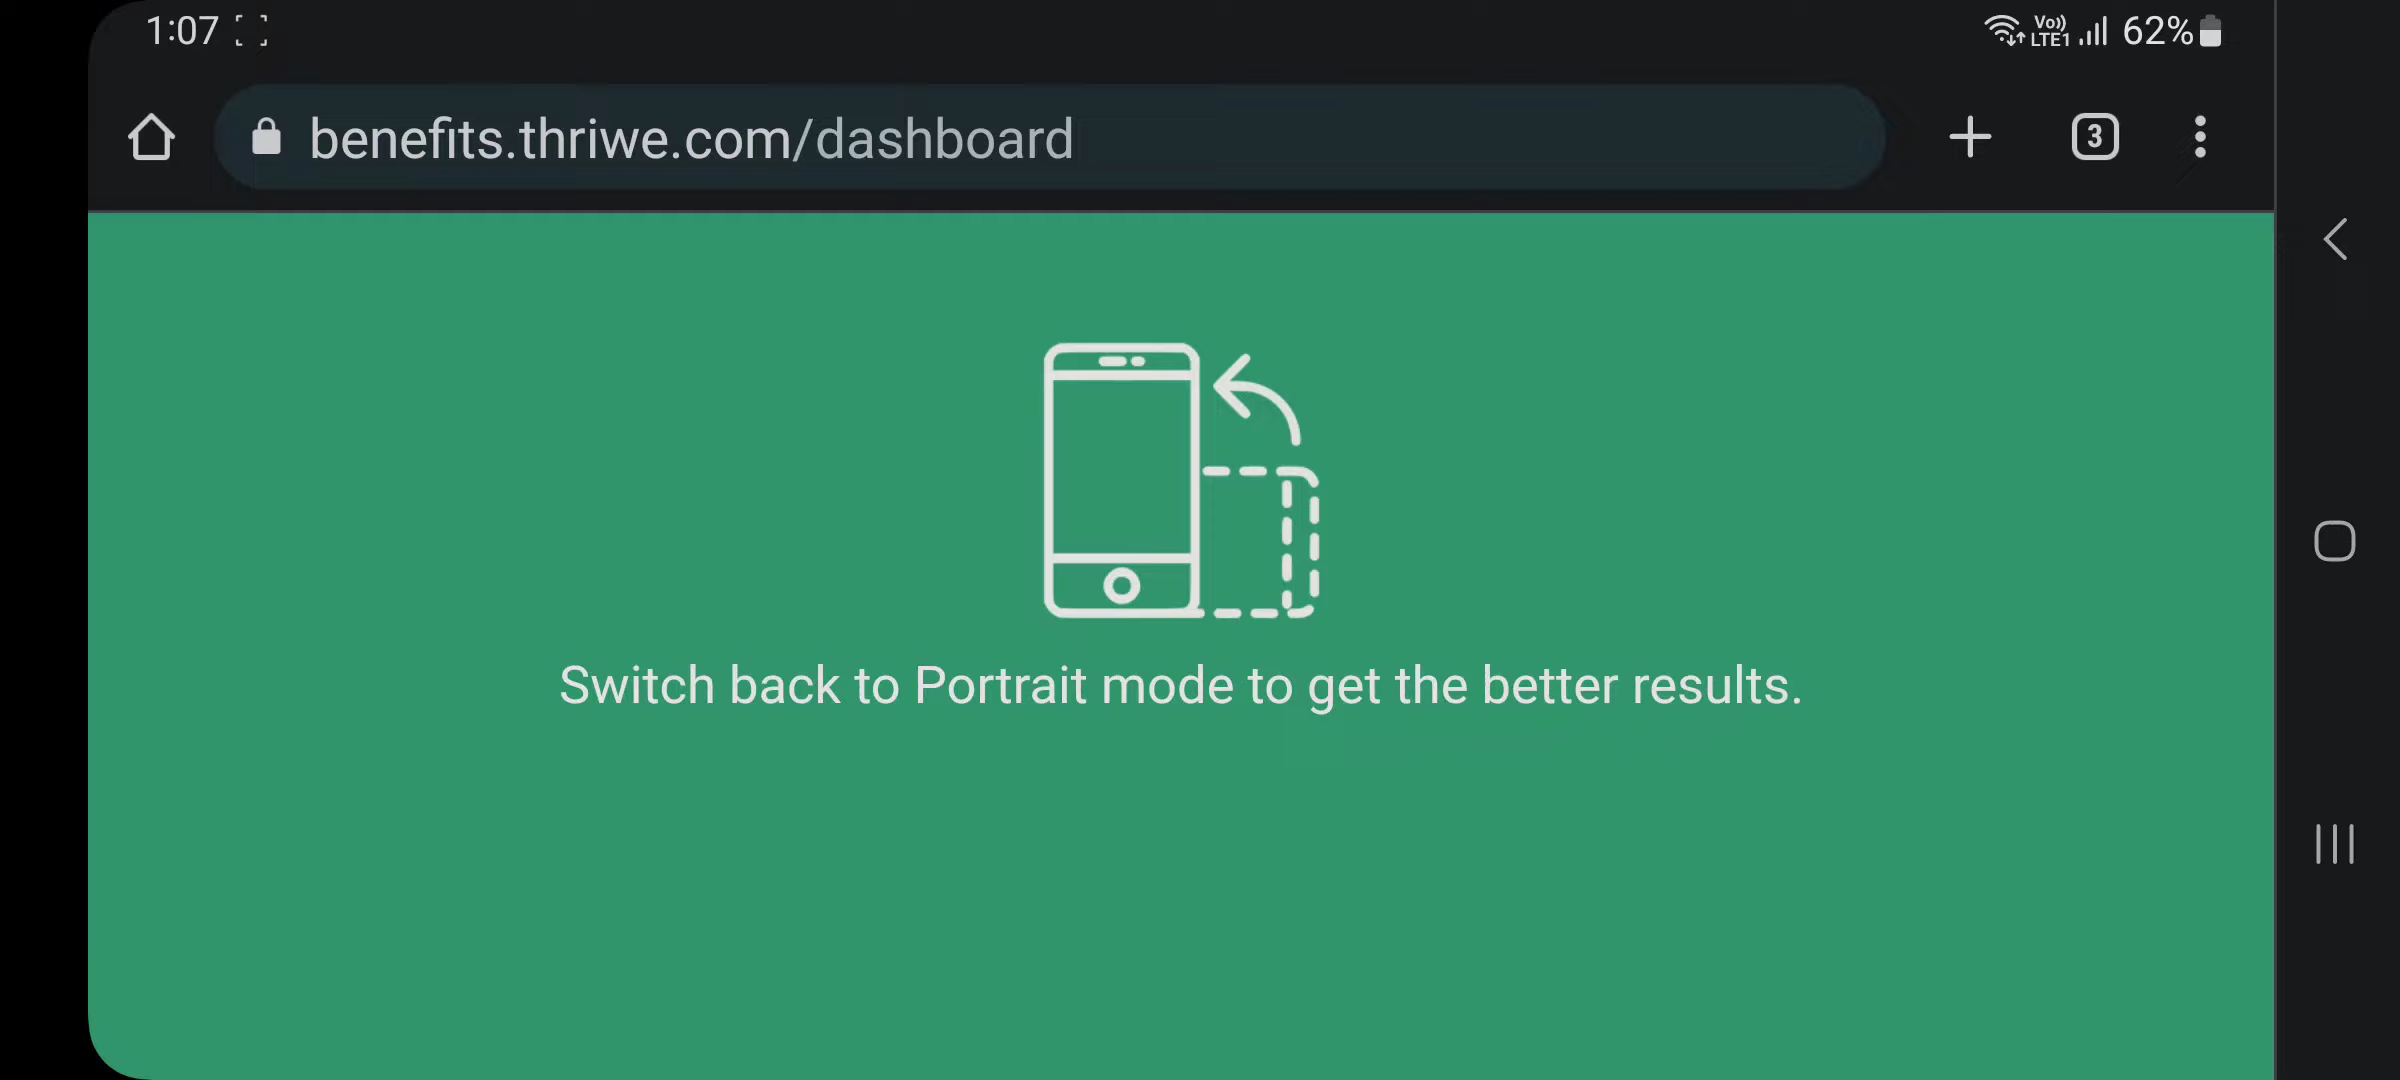 1:07
Vo)) LTE1 62%
benefits.thriwe.com/dashboard
3
Switch back to Portrait mode to get the better results.